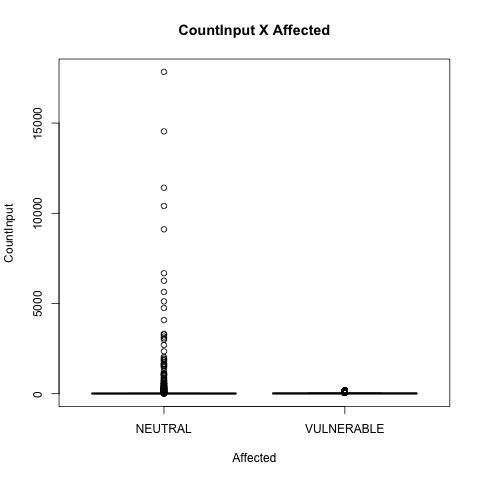 CountInput X Affected
15000
10000
5000
0
CountInput
NEUTRAL VULNERABLE
Affected